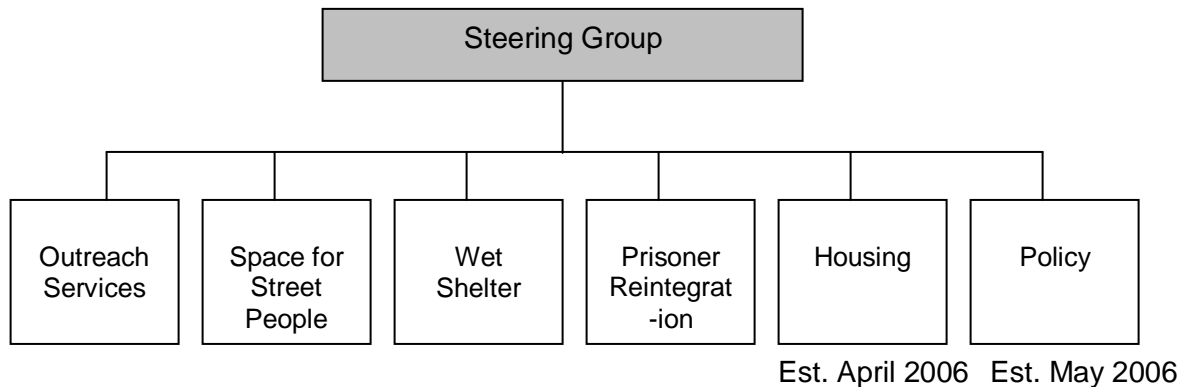 Steering Group
Outreach
Services
Space for
Street
People
Wet
Shelter
Prisoner
Reintegrat
-ion
Housing
Policy
Est. April 2006
Est. May 2006